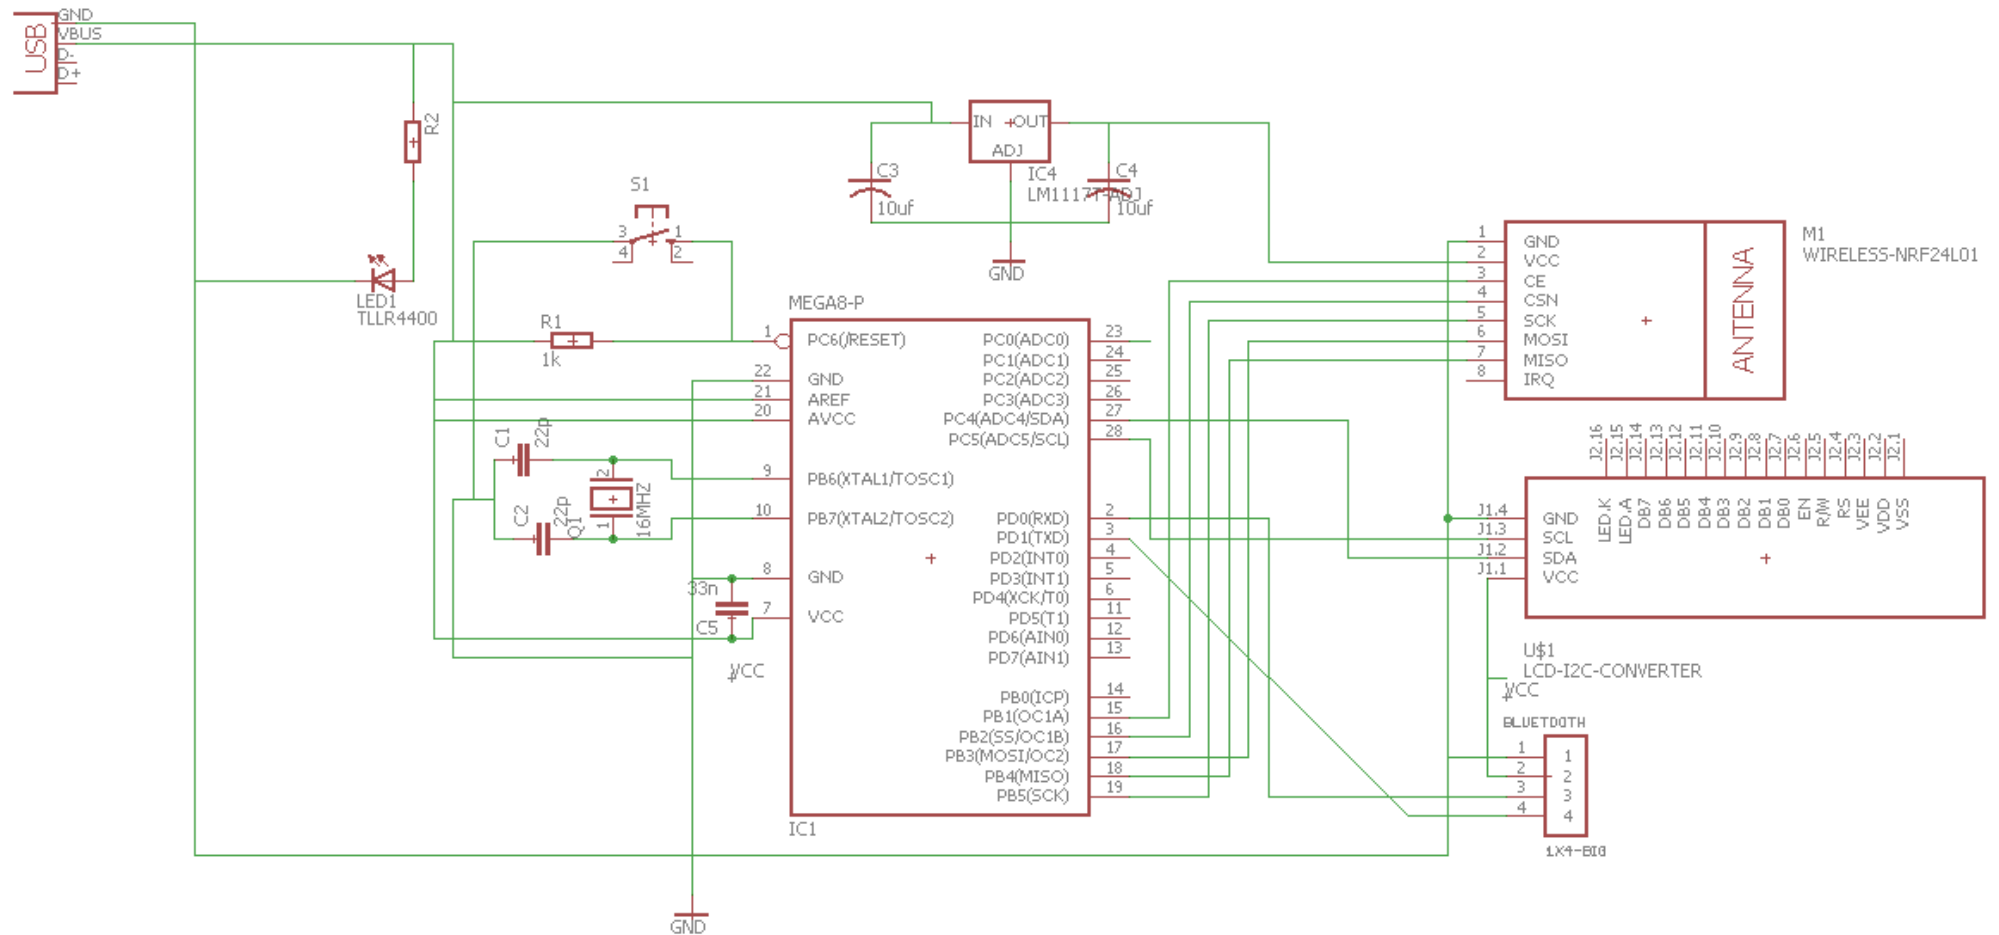 GND
VBUS
D-
D+
USB
R2
LED1
TLLR4400
S1
3
4
1
2
R1
1k
C3
10uf
IN
OUT
ADJ
IC4
LM1117T-ADJ
C4
10uf
GND
MEGA8-P
1
PC6(/RESET)
22
GND
21
AREF
20
AVCC
9
PB6(XTAL1/TOSC1)
10
PB7(XTAL2/TOSC2)
8
GND
7
VCC
C1
22p
C2
22p
Q1
2
1
16MHZ
33n
C5
VCC
PC0(ADC0)
23
PC1(ADC1)
24
PC2(ADC2)
25
PC3(ADC3)
26
PC4(ADC4/SDA)
27
PC5(ADC5/SCL)
28
PD0(RXD)
2
PD1(TXD)
3
PD2(INT0)
4
PD3(INT1)
5
PD4(XCK/T0)
6
PD5(T1)
11
PD6(AIN0)
12
PD7(AIN1)
13
PB0(ICP)
14
PB1(OC1A)
15
PB2(SS/OC1B)
16
PB3(MOSI/OC2)
17
PB4(MISO)
18
PB5(SCK)
19
IC1
GND
1
GND
2
VCC
3
CE
4
CSN
5
SCK
6
MOSI
7
MISO
8
IRQ
ANTENNA
M1
WIRELESS-NRF24L01
J2.16
J2.15
J2.14
J2.13
J2.12
J2.11
J2.10
J2.9
J2.8
J2.7
J2.6
J2.5
J2.4
J2.3
J2.2
J2.1
LED.K
LED.A
DB7
DB6
DB5
DB4
DB3
DB2
DB1
DB0
EN
R/W
RS
VEE
VDD
VSS
J1.4
GND
J1.3
SCL
J1.2
SDA
J1.1
VCC
U$1
LCD-I2C-CONVERTER
VCC
BLUETOOTH
1
1
2
2
3
3
4
4
1X4-BIG